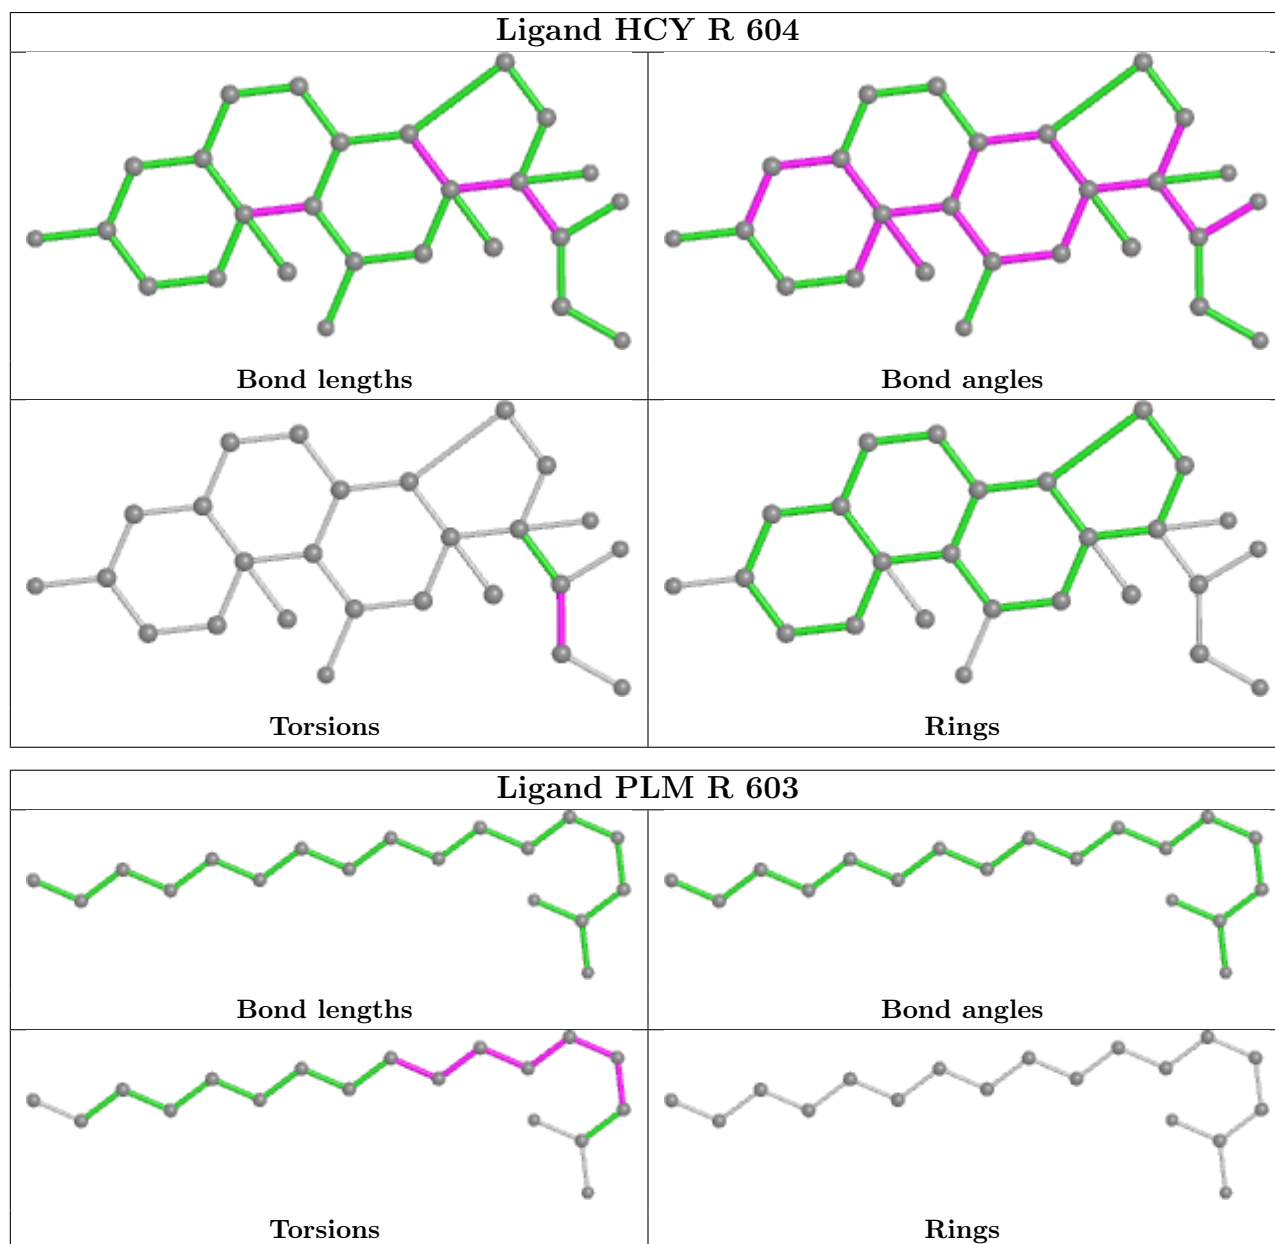 Ligand HCY R 604
Bond lengths
Bond angles
Torsions
Rings
Ligand PLM R 603
Bond lengths
Bond angles
Torsions
Rings